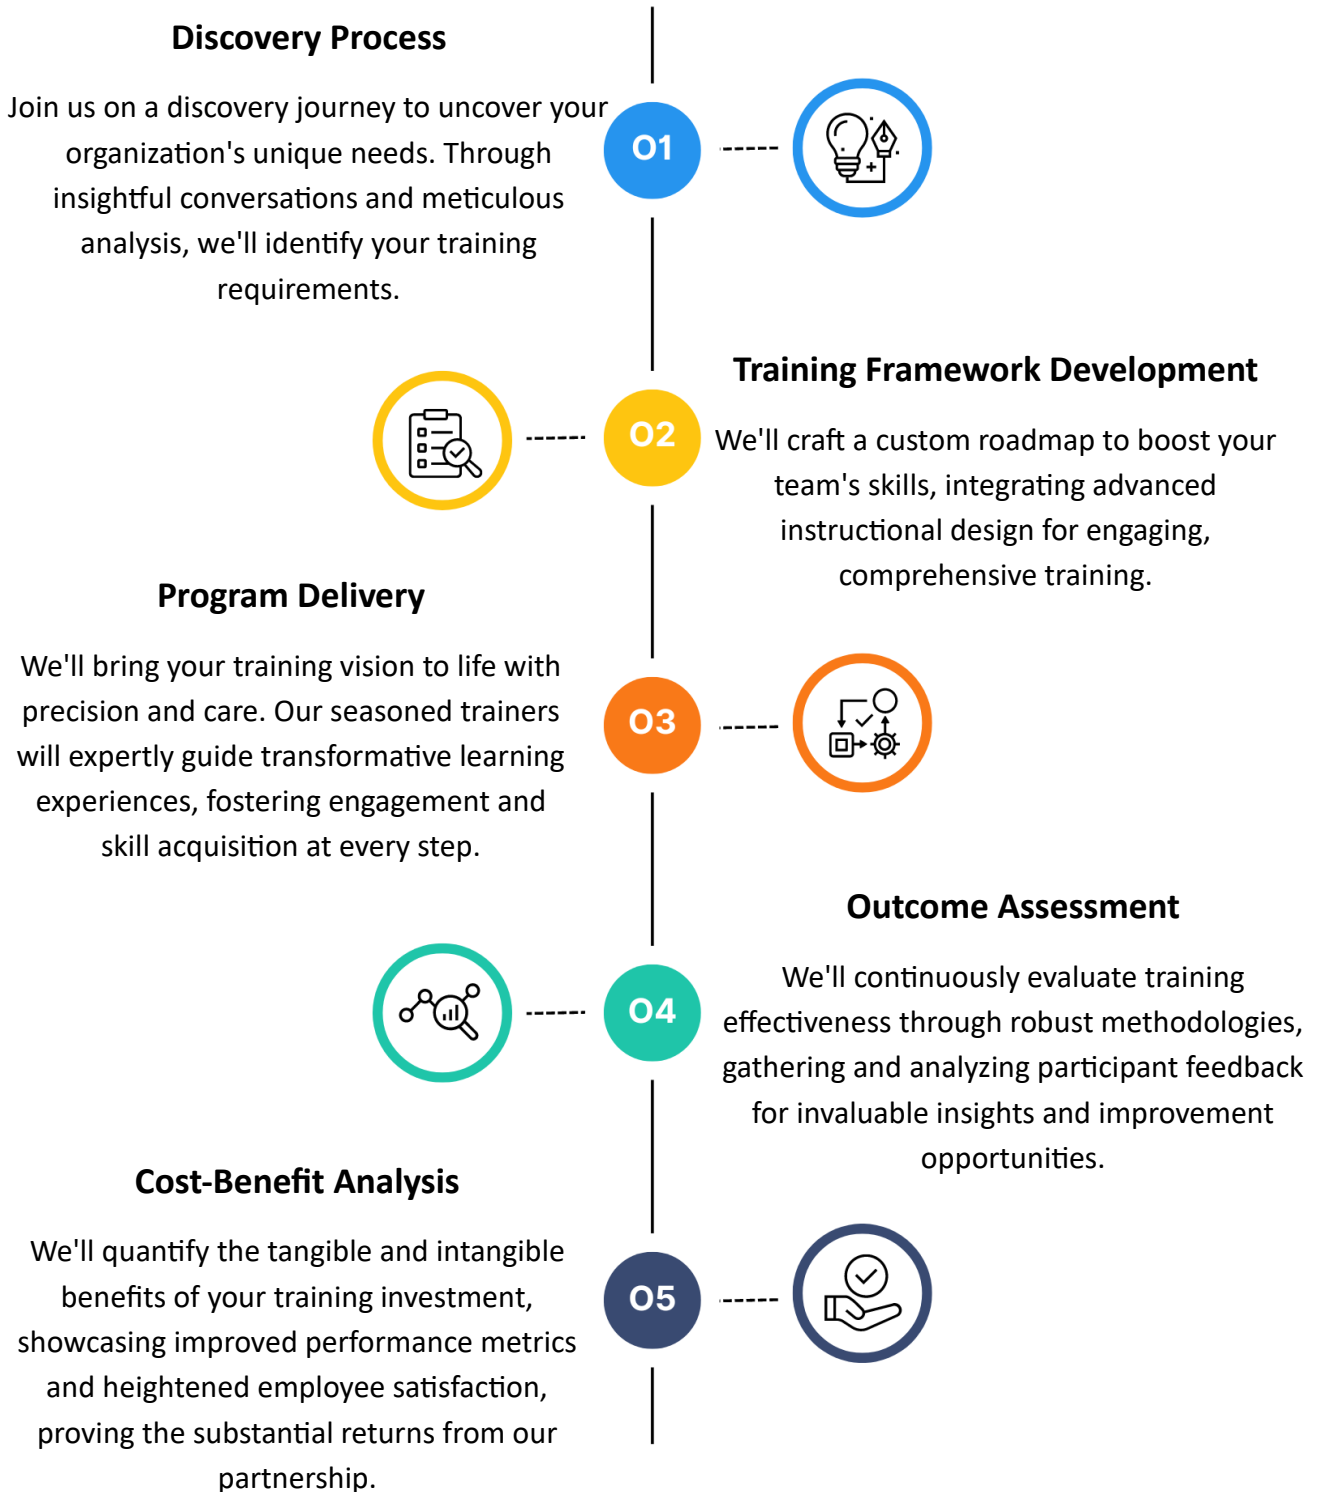 Discovery Process
Join us on a discovery journey to uncover your
organization's unique needs. Through
insightful conversations and meticulous
analysis, we'll identify your training
requirements.
01
Training Framework Development
02
We'll craft a custom roadmap to boost your
team's skills, integrating advanced
instructional design for engaging,
comprehensive training.
Program Delivery
We'll bring your training vision to life with
precision and care. Our seasoned trainers
will expertly guide transformative learning
experiences, fostering engagement and
skill acquisition at every step.
03
Outcome Assessment
04
We'll continuously evaluate training
effectiveness through robust methodologies,
gathering and analyzing participant feedback
for invaluable insights and improvement
opportunities.
Cost-Benefit Analysis
We'll quantify the tangible and intangible
benefits of your training investment,
showcasing improved performance metrics
and heightened employee satisfaction,
proving the substantial returns from our
partnership.
05